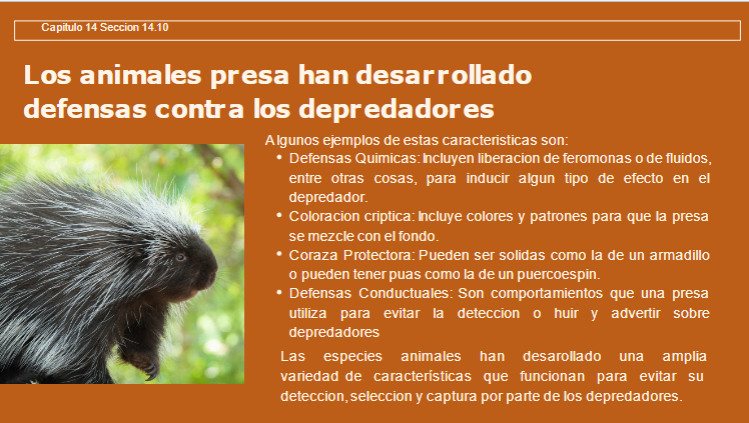 Capitulo 14 Seccion 14.10
Los animales presa han desarrollado
defensas contra los depredadores
Algunos ejemplos de estas caracteristicas son:
• Defensas Quimicas: Incluyen liberacion de feromonas o de fluidos,
entre otras cosas, para inducir algun tipo de efecto en el
depredador.
• Coloracion criptica: Incluye colores y patrones para que la presa
se mezcle con el fondo.
• Coraza Protectora: Pueden ser solidas como la de un armadillo
o pueden tener puas como la de un puercoespin.
• Defensas Conductuales: Son comportamientos que una presa
utiliza para evitar la deteccion o huir y advertir sobre
depredadores
Las especies animales han desarollado una amplia
variedad de características que funcionan para evitar su
deteccion, seleccion y captura por parte de los depredadores.